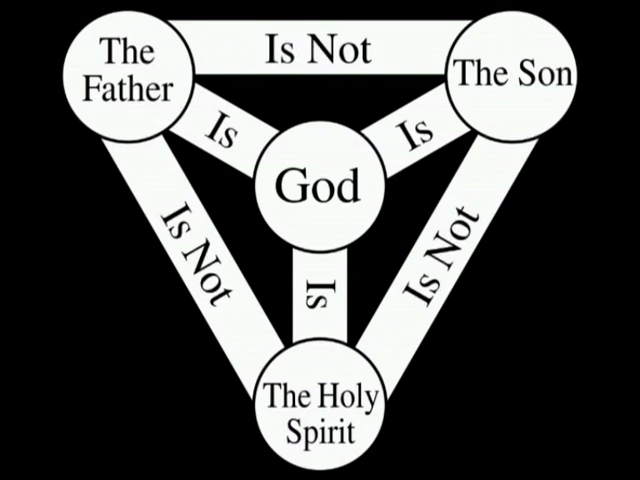 The
Father
Is Not
The Son
Is
Is
God
Is Not
Is
Is Not
The Holy
Spirit